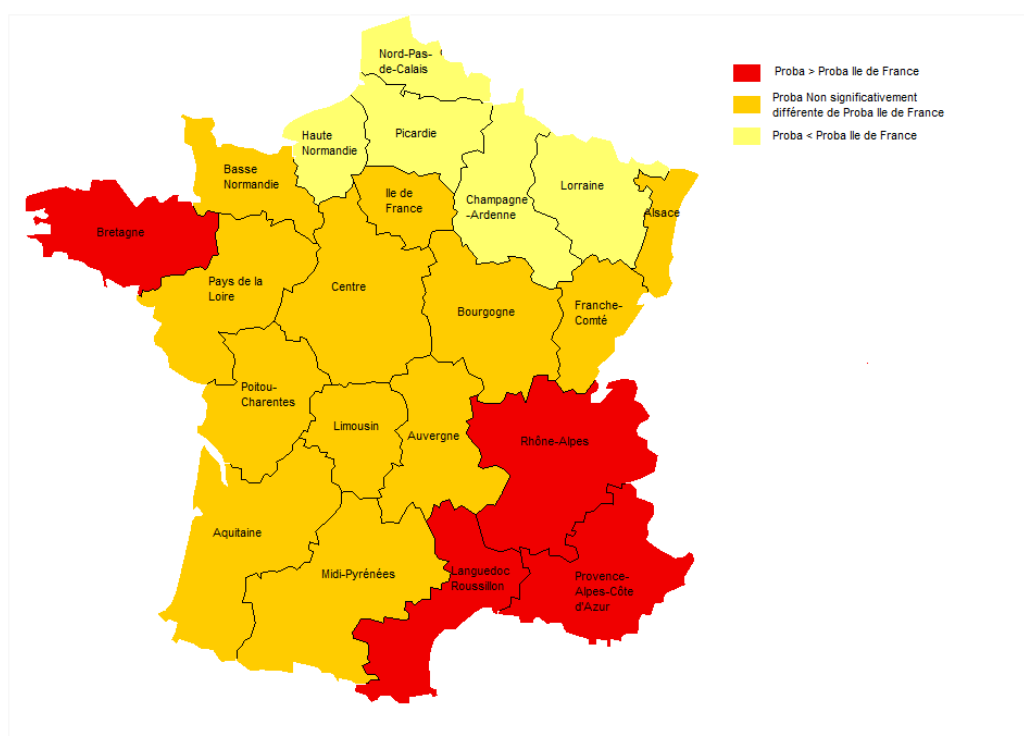 Nord-Pas-
de-Calais
Proba > Proba Ile de France
Proba Non significativement
différente de Proba Ile de France
Proba < Proba Ile de France
Haute
Normandie
Picardie
Basse
Normandie
Ile de
France
Champagne
-Ardenne
Lorraine
Alsace
Bretagne
Pays de la
Loire
Centre
Bourgogne
Franche-
Comté
Poitou-
Charentes
Limousin
Auvergne
Rhône-Alpes
Aquitaine
Midi-Pyrénées
Languedoc
Roussillon
Provence-
Alpes-Côte
d'Azur